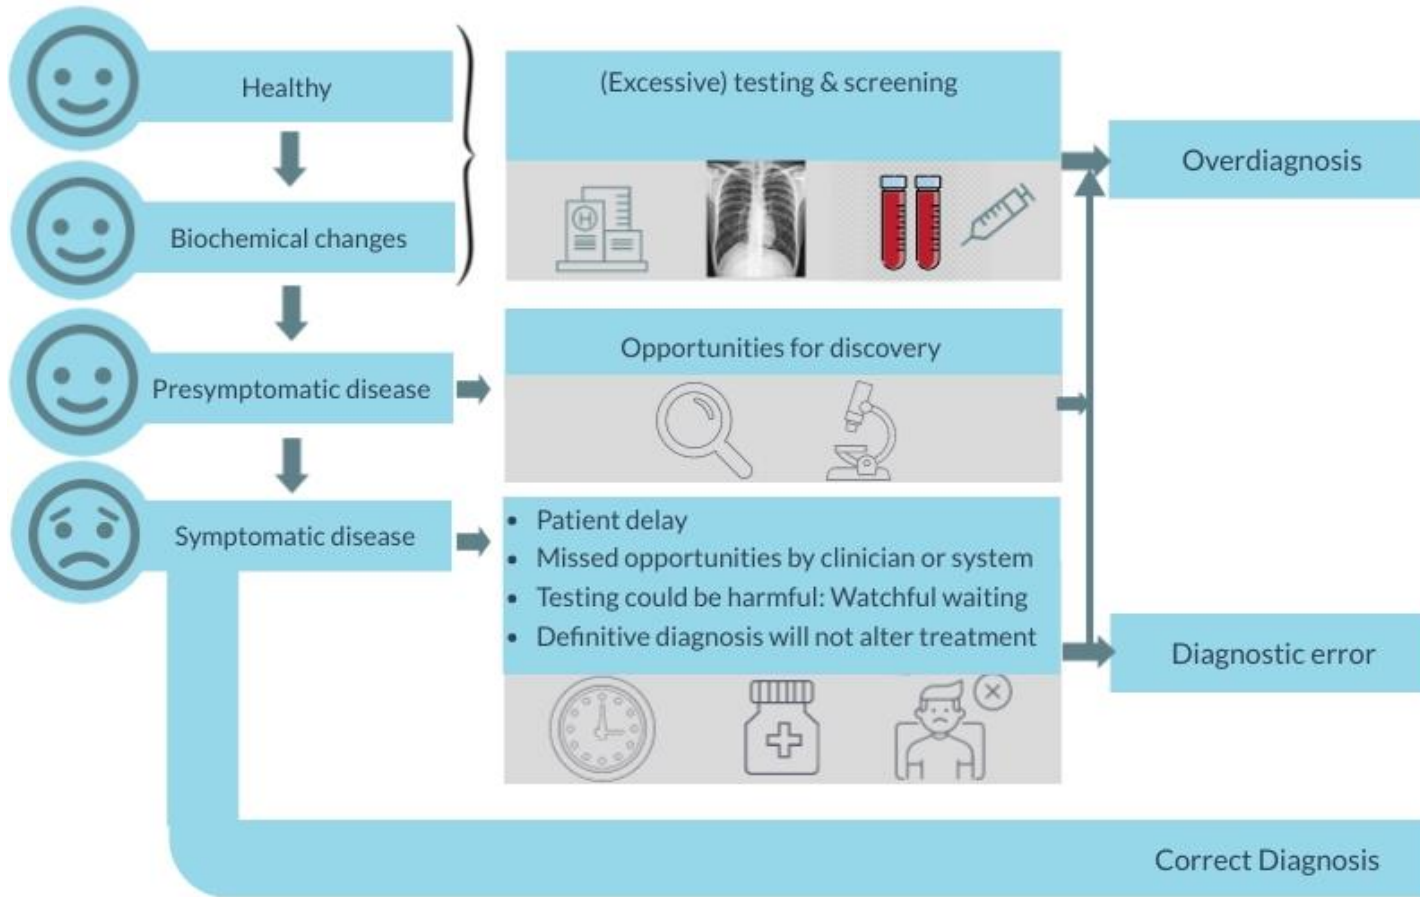 Healthy
(Excessive) testing & screening
Overdiagnosis
Biochemical changes
H
Opportunities for discovery
Presymptomatic disease
Symptomatic disease
• Patient delay
• Missed opportunities by clinician or system
• Testing could be harmful: Watchful waiting
• Definitive diagnosis will not alter treatment
Diagnostic error
Correct Diagnosis